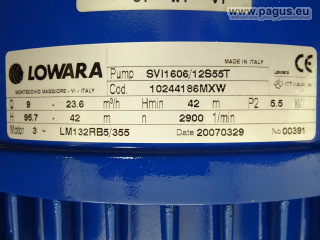 © www.pagus.eu
MADE IN ITALY
LOWARA
Pump SVI1606/12S55T
MONTECCHIO MAGGIORE - VI - ITALY
Cod. 10244186MXW
Q 9 - 23.6 m³/h Hmin 42 m P2 5.5 kW
H 95.7 - 42 m n 2900 1/min
Motor 3 ~ LM132RB5/355 Date 20070329 No 00391